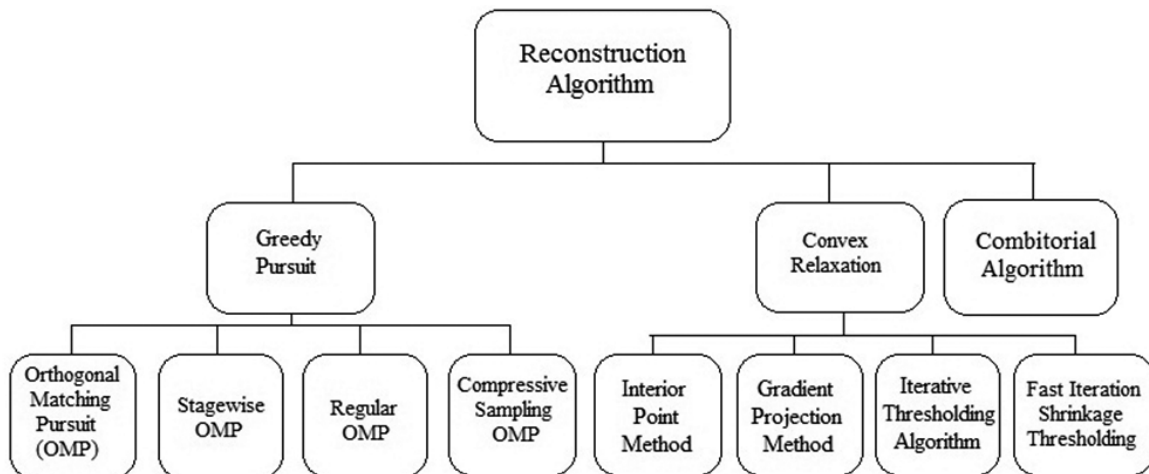 Reconstruction
Algorithm
Greedy
Pursuit
Convex
Relaxation
Combitorial
Algorithm
Orthogonal
Matching
Pursuit
(OMP)
Stagewise
OMP
Regular
OMP
Compressive
Sampling
OMP
Interior
Point
Method
Gradient
Projection
Method
Iterative
Thresholding
Algorithm
Fast Iteration
Shrinkage
Thresholding